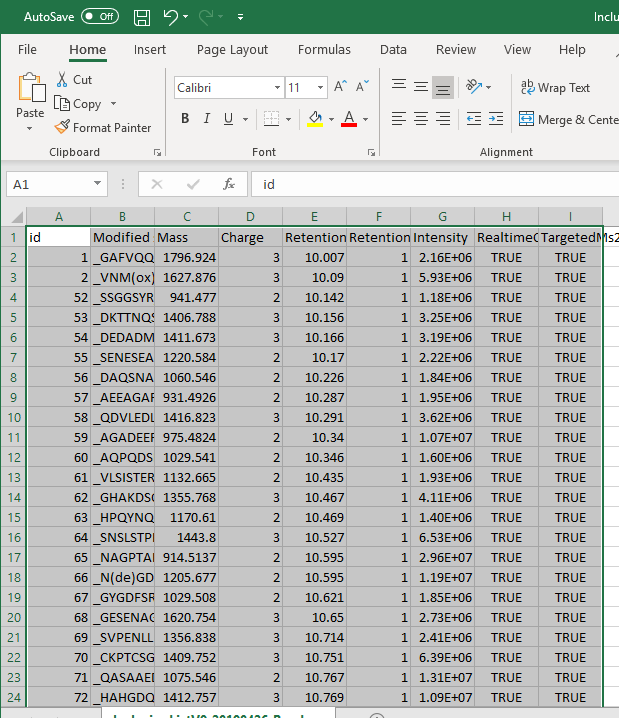 AutoSave Off Inclu
File Home Insert Page Layout Formulas Data Review View Help
Paste Cut
Copy
Format Painter
Calibri 11
B I U A
ab Wrap Text
Merge & Cente
Clipboard Font Alignment
A1 fx id
A B C D E F G H I
1 id Modified Mass Charge Retention Retention Intensity RealtimeC TargetedMs2
2 1 _GAFVQQ 1796.924 3 10.007 1 2.16E+06 TRUE TRUE
3 2 _VNM(ox) 1627.876 3 10.09 1 5.93E+06 TRUE TRUE
4 52 _SSGGSYR 941.477 2 10.142 1 1.18E+06 TRUE TRUE
5 53 _DKTTNQS 1406.788 3 10.156 1 3.25E+06 TRUE TRUE
6 54 _DEDADM 1411.673 3 10.166 1 3.19E+06 TRUE TRUE
7 55 _SENESEA 1220.584 2 10.17 1 2.22E+06 TRUE TRUE
8 56 _DAQSNA 1060.546 2 10.226 1 1.84E+06 TRUE TRUE
9 57 _AEEAGAF 931.4926 2 10.287 1 1.95E+06 TRUE TRUE
10 58 _QDVLEDL 1416.823 3 10.291 1 3.62E+06 TRUE TRUE
11 59 _AGADEEF 975.4824 2 10.34 1 1.07E+07 TRUE TRUE
12 60 _AQPQDS 1029.541 2 10.346 1 1.60E+06 TRUE TRUE
13 61 _VLSISTER 1132.665 2 10.435 1 1.93E+06 TRUE TRUE
14 62 _GHAKDSC 1355.768 3 10.467 1 4.11E+06 TRUE TRUE
15 63 _HPQYNQ 1170.61 2 10.469 1 1.40E+06 TRUE TRUE
16 64 _SNSLSTP 1443.8 3 10.527 1 6.53E+06 TRUE TRUE
17 65 _NAGPTA 914.5137 2 10.595 1 2.96E+07 TRUE TRUE
18 66 _N(de)GD 1205.677 2 10.595 1 1.19E+07 TRUE TRUE
19 67 _GYGDFSR 1029.508 2 10.621 1 1.85E+06 TRUE TRUE
20 68 _GESENAG 1620.754 3 10.65 1 2.73E+06 TRUE TRUE
21 69 _SVPENLL 1356.838 3 10.714 1 2.41E+06 TRUE TRUE
22 70 _CKPTCSG 1409.752 3 10.751 1 6.39E+06 TRUE TRUE
23 71 _QASAAE 1075.546 2 10.767 1 1.31E+07 TRUE TRUE
24 72 _HAHGDQ 1412.757 3 10.769 1 1.09E+07 TRUE TRUE